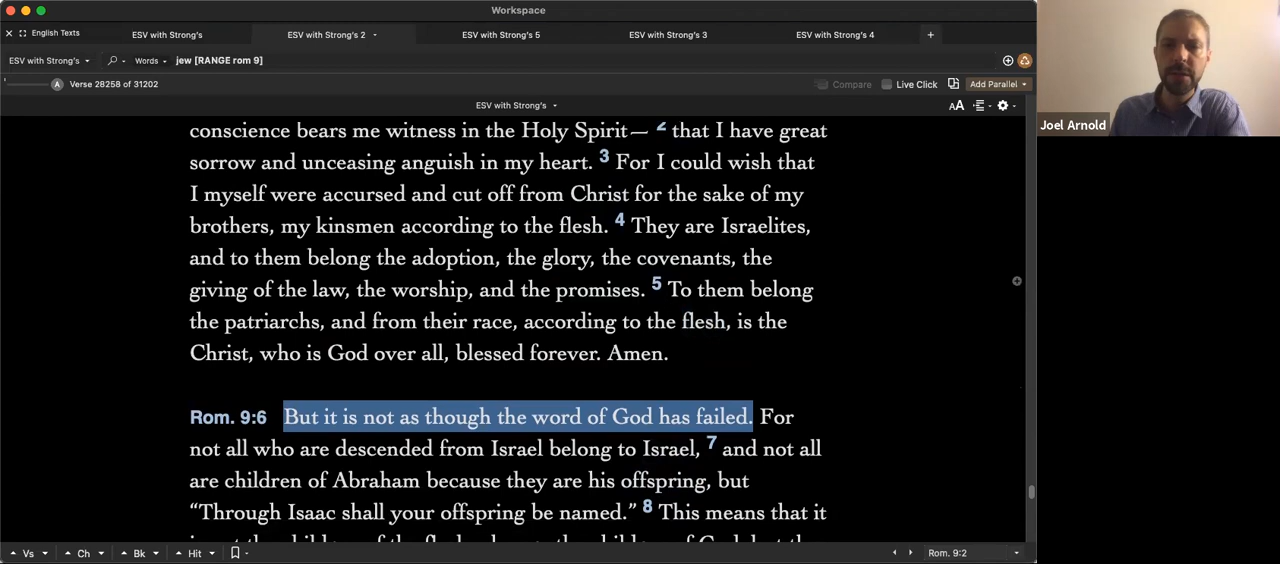 Workspace
English Texts
ESV with Strong's
ESV with Strong's 2
ESV with Strong's 5
ESV with Strong's 3
ESV with Strong's 4
+
ESV with Strong's
Words
jew [RANGE rom 9]
A Verse 28258 of 31202
Compare
Live Click
Add Parallel
ESV with Strong's
AA
conscience bears me witness in the Holy Spirit— 2 that I have great
sorrow and unceasing anguish in my heart. 3 For I could wish that
I myself were accursed and cut off from Christ for the sake of my
brothers, my kinsmen according to the flesh. 4 They are Israelites,
and to them belong the adoption, the glory, the covenants, the
giving of the law, the worship, and the promises. 5 To them belong
the patriarchs, and from their race, according to the flesh, is the
Christ, who is God over all, blessed forever. Amen.
Rom. 9:6 But it is not as though the word of God has failed. For
not all who are descended from Israel belong to Israel, 7 and not all
are children of Abraham because they are his offspring, but
“Through Isaac shall your offspring be named.” 8 This means that it
Vs
Ch
Bk
Hit
Rom. 9:2
Joel Arnold